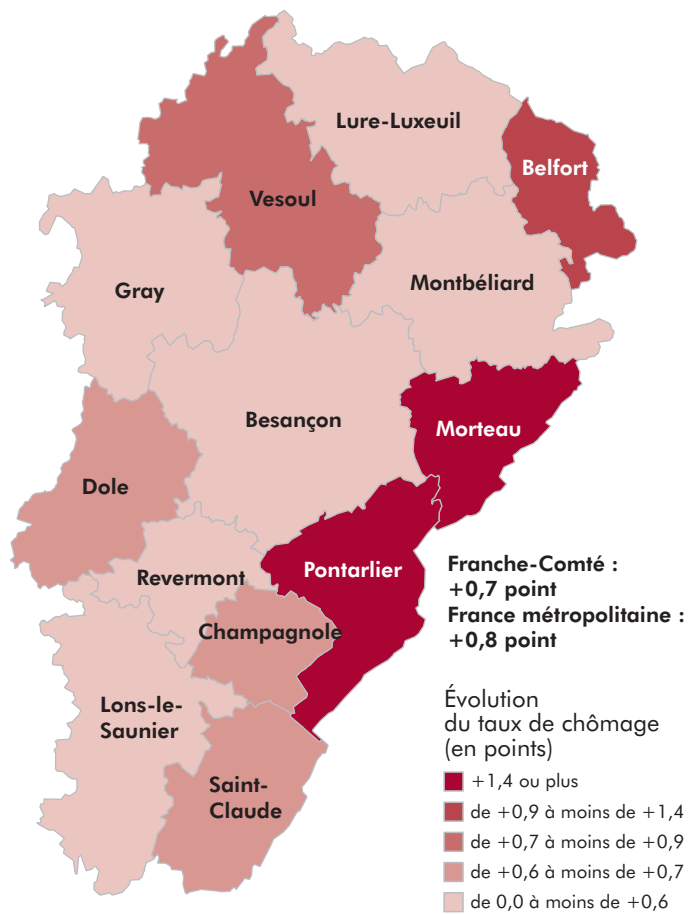 Lure-Luxeuil
Belfort
Vesoul
Montbéliard
Gray
Besançon
Morteau
Dole
Pontarlier
Revermont
Champagnole
Lons-le-
Saunier
Saint-
Claude
Franche-Comté :
+0,7 point
France métropolitaine :
+0,8 point
Évolution
du taux de chômage
(en points)
+1,4 ou plus
de +0,9 à moins de +1,4
de +0,7 à moins de +0,9
de +0,6 à moins de +0,7
de 0,0 à moins de +0,6